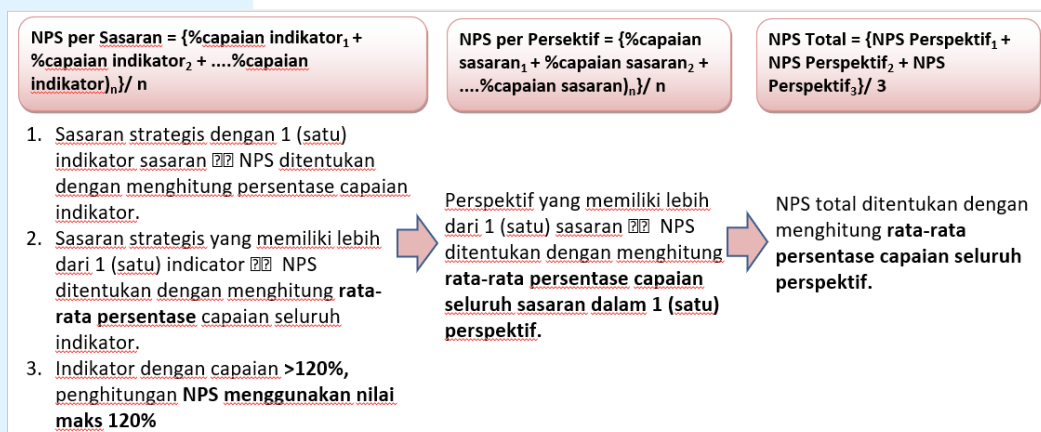 NPS per Sasaran = {%capaian indikator₁ +
%capaian indikator₂ + ....%capaian
indikator)ₙ}/ n
NPS per Persektif = {%capaian
sasaran₁ + %capaian sasaran₂ +
....%capaian sasaran)ₙ}/ n
NPS Total = {NPS Perspektif₁ +
NPS Perspektif₂ + NPS
Perspektif₃}/ 3
1. Sasaran strategis dengan 1 (satu)
indikator sasaran ⍰⍰ NPS ditentukan
dengan menghitung persentase capaian
indikator.
2. Sasaran strategis yang memiliki lebih
dari 1 (satu) indicator ⍰⍰ NPS
ditentukan dengan menghitung rata-
rata persentase capaian seluruh
indikator.
3. Indikator dengan capaian >120%,
penghitungan NPS menggunakan nilai
maks 120%
Perspektif yang memiliki lebih
dari 1 (satu) sasaran ⍰⍰ NPS
ditentukan dengan menghitung
rata-rata persentase capaian
seluruh sasaran dalam 1 (satu)
perspektif.
NPS total ditentukan dengan
menghitung rata-rata
persentase capaian seluruh
perspektif.